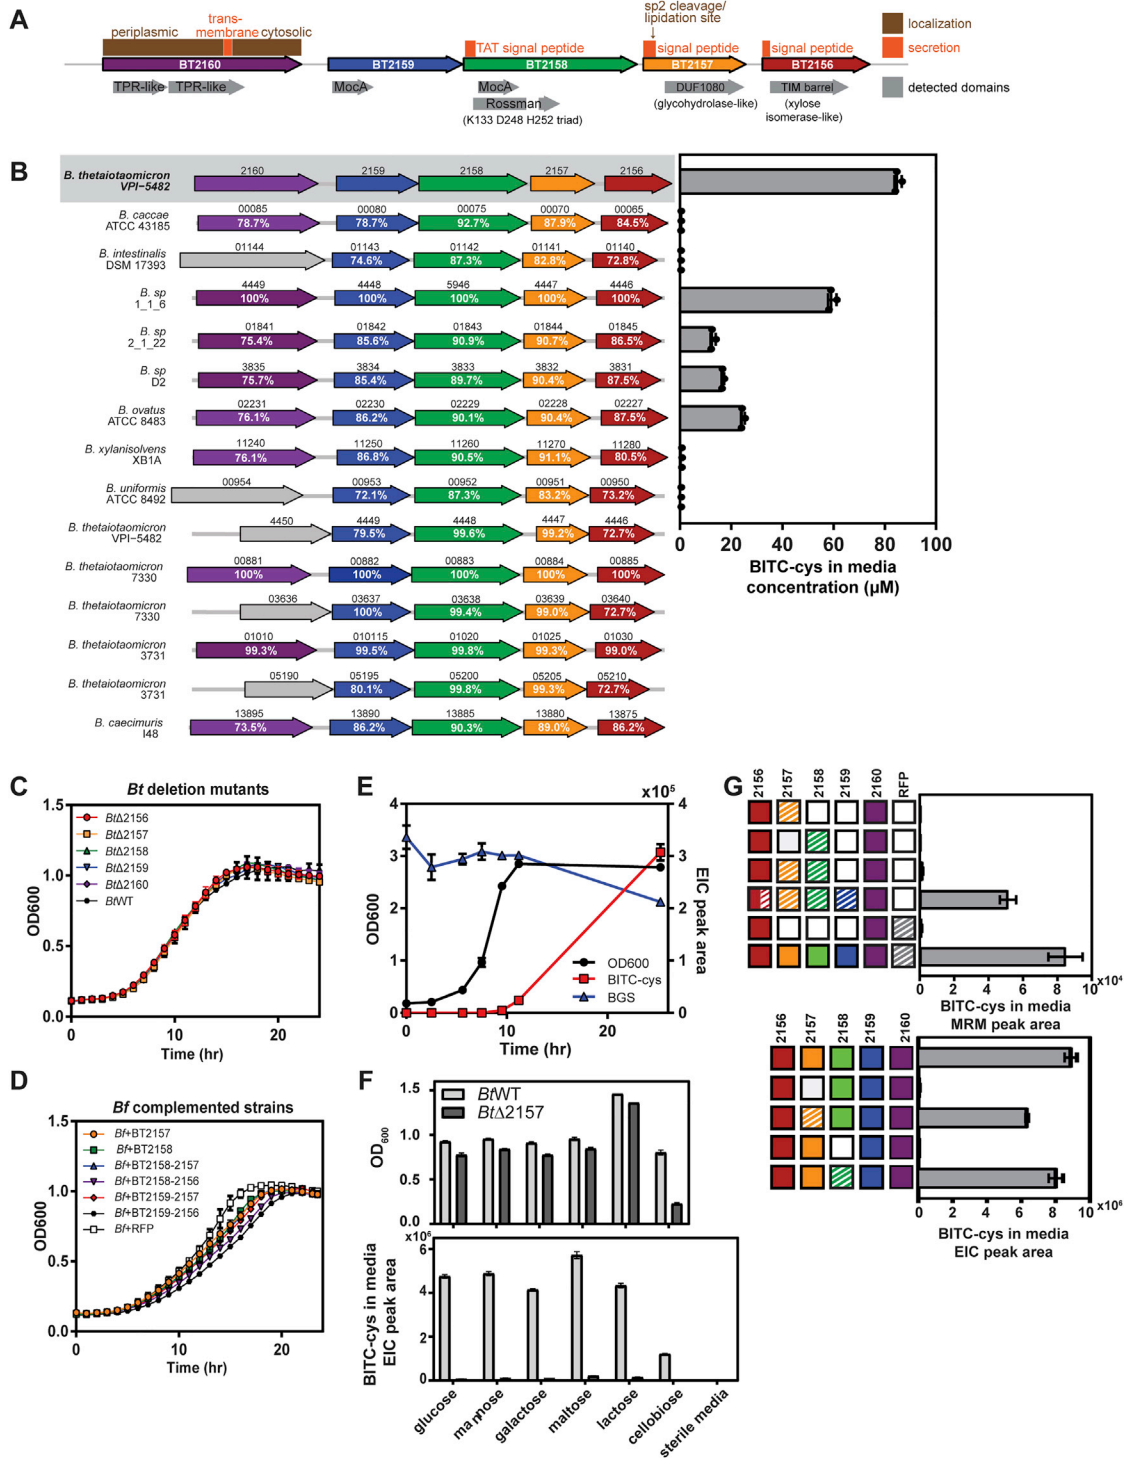 A
periplasmic
trans-
membrane
cytosolic
sp2 cleavage/
lipidation site
localization
TAT signal peptide
signal peptide
signal peptide
secretion
BT2160
BT2159
BT2158
BT2157
BT2156
TPR-like
TPR-like
MocA
MocA
DUF1080
TIM barrel
detected domains
Rossman
(glycohydrolase-like)
(xylose
isomerase-like)
(K133 D248 H252 triad)
B
B. thetaiotaomicron
VPI-5482
2160 2159 2158 2157 2156
B. caccae
ATCC 43185
00085 00080 00075 00070 00065
78.7% 78.7% 92.7% 87.9% 84.5%
B. intestinalis
DSM 17393
01144 01143 01142 01141 01140
74.6% 87.3% 82.8% 72.8%
B. sp
1_1_6
4449 4448 5946 4447 4446
100% 100% 100% 100% 100%
B. sp
2_1_22
01841 01842 01843 01844 01845
75.4% 85.6% 90.9% 90.7% 86.5%
B. sp
D2
3835 3834 3833 3832 3831
75.7% 85.4% 89.7% 90.4% 87.5%
B. ovatus
ATCC 8483
02231 02230 02229 02228 02227
76.1% 86.2% 90.1% 90.4% 87.5%
B. xylanisolvens
XB1A
11240 11250 11260 11270 11280
76.1% 86.8% 90.5% 91.1% 80.5%
B. uniformis
ATCC 8492
00954 00953 00952 00951 00950
72.1% 87.3% 83.2% 73.2%
B. thetaiotaomicron
VPI-5482
4450 4449 4448 4447 4446
79.5% 99.6% 99.2% 72.7%
B. thetaiotaomicron
7330
00881 00882 00883 00884 00885
100% 100% 100% 100% 100%
B. thetaiotaomicron
7330
03636 03637 03638 03639 03640
100% 99.4% 99.0% 72.7%
B. thetaiotaomicron
3731
01010 010115 01020 01025 01030
99.3% 99.5% 99.8% 99.3% 99.0%
B. thetaiotaomicron
3731
05190 05195 05200 05205 05210
80.1% 99.8% 99.3% 72.7%
B. caecimuris
I48
13895 13890 13885 13880 13875
73.5% 86.2% 90.3% 89.0% 86.2%
0 20 40 60 80 100
BITC-cys in media
concentration (µM)
C
Bt deletion mutants
1.5
1.0
0.5
0.0
OD600
BtΔ2156
BtΔ2157
BtΔ2158
BtΔ2159
BtΔ2160
BtWT
0 10 20
Time (hr)
D
Bf complemented strains
1.5
1.0
0.5
0.0
OD600
Bf+BT2157
Bf+BT2158
Bf+BT2158-2157
Bf+BT2158-2156
Bf+BT2159-2157
Bf+BT2159-2156
Bf+RFP
0 10 20
Time (hr)
E
x10⁵
4
3
2
1
0
OD600
4
3
2
1
0
EIC peak area
OD600
BITC-cys
BGS
0 10 20
Time (hr)
F
1.5
1.0
0.5
0.0
OD600
BtWT
BtΔ2157
x10⁶
6
4
2
0
BITC-cys in media
EIC peak area
glucose
mannose
galactose
maltose
lactose
cellobiose
sterile media
G
2156 2157 2158 2159 2160 RFP
0 2 4 6 8 10
x10⁴
BITC-cys in media
MRM peak area
2156 2157 2158 2159 2160
0 2 4 6 8 10
x10⁶
BITC-cys in media
EIC peak area